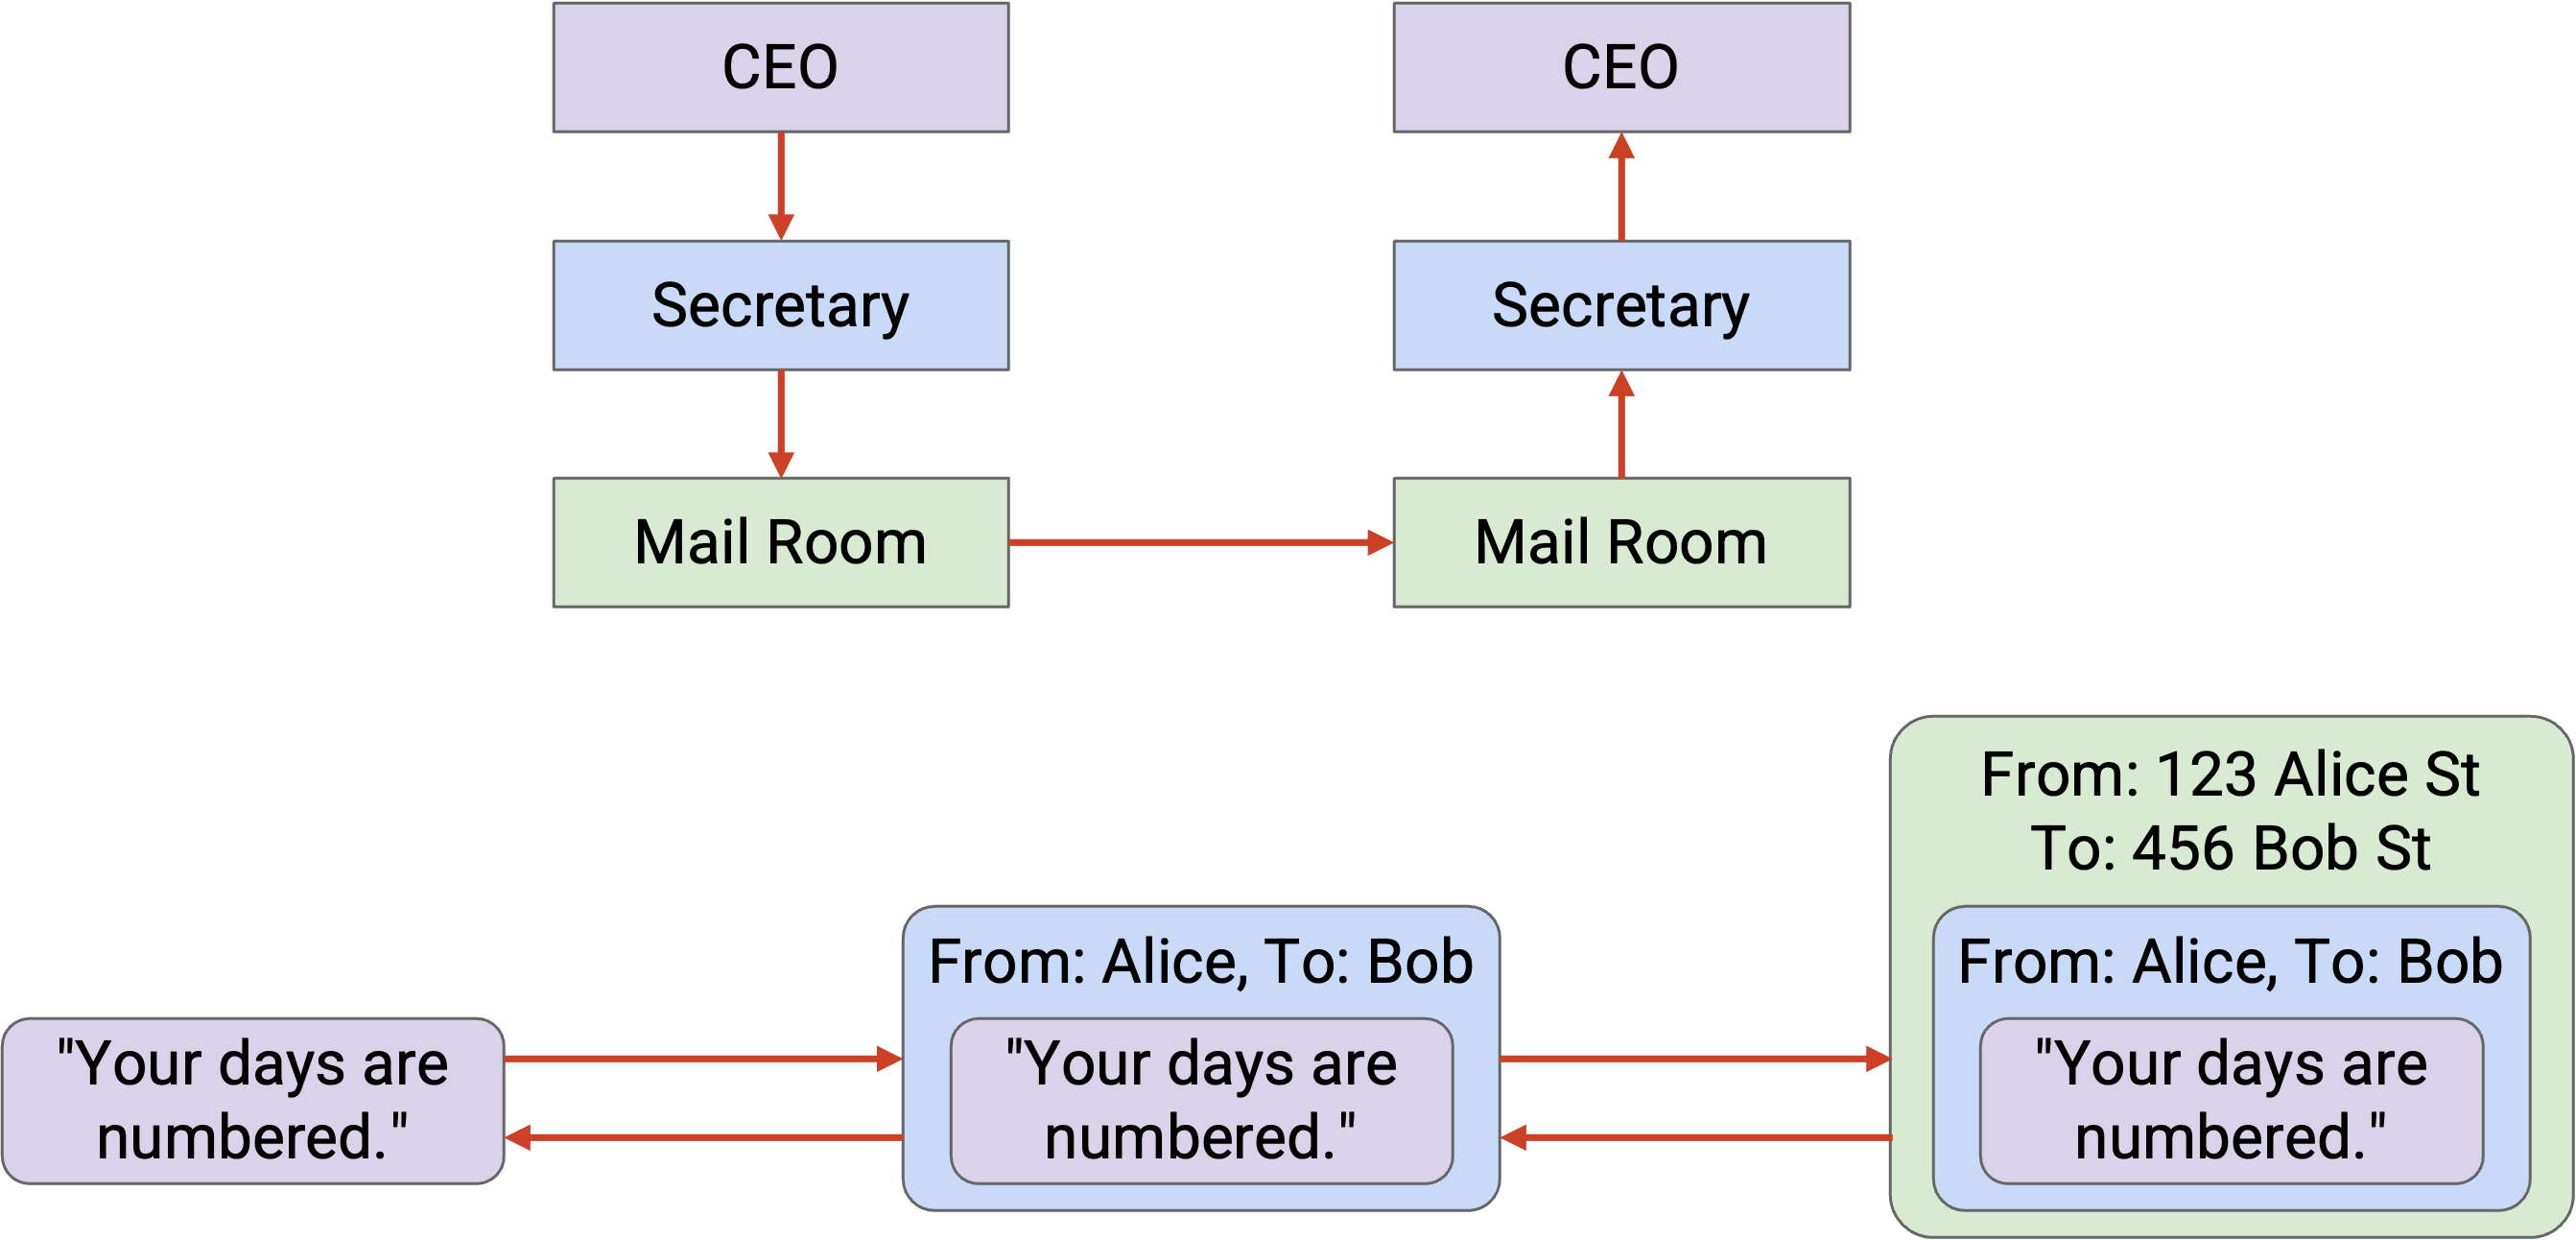 CEO
CEO
Secretary
Secretary
Mail Room
Mail Room
"Your days are
numbered."
From: Alice, To: Bob
"Your days are
numbered."
From: 123 Alice St
To: 456 Bob St
From: Alice, To: Bob
"Your days are
numbered."